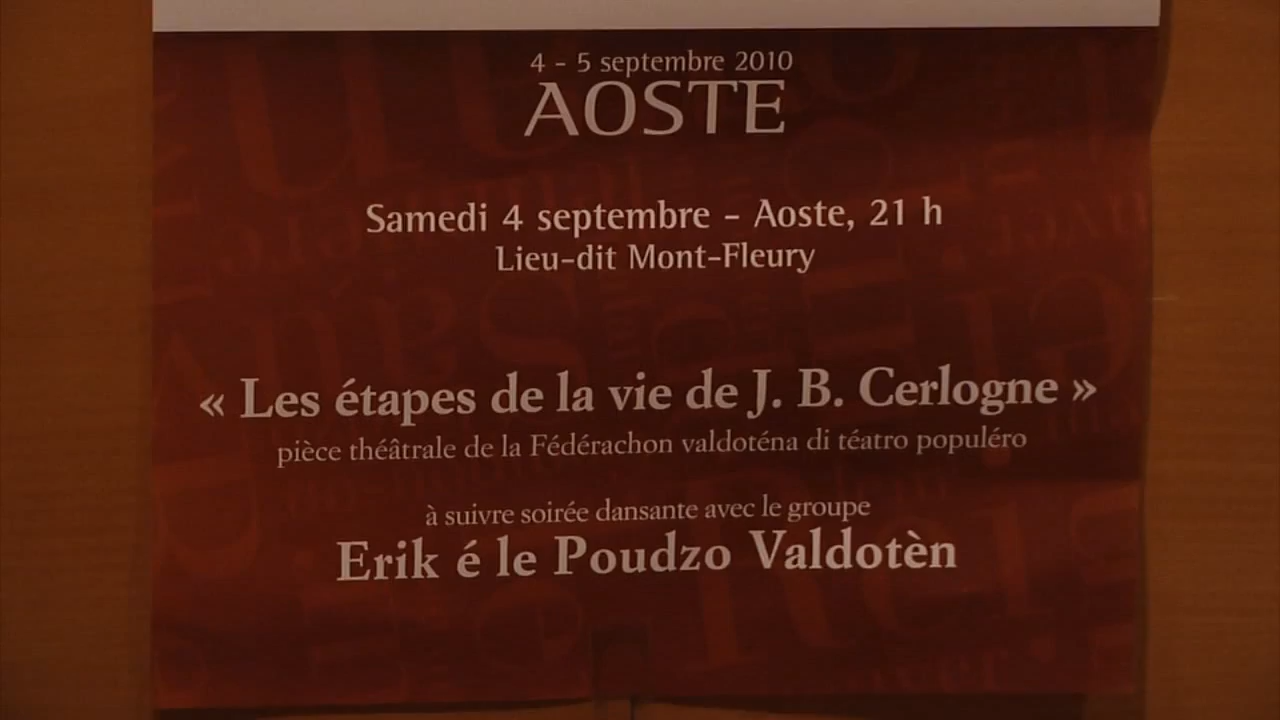 4 - 5 septembre 2010
AOSTE
Samedi 4 septembre - Aoste, 21 h
Lieu-dit Mont-Fleury
« Les étapes de la vie de J. B. Cerlogne »
pièce théâtrale de la Fédérachon valdoténa di téatro populéro
à suivre soirée dansante avec le groupe
Erik é le Poudzo Valdotèn